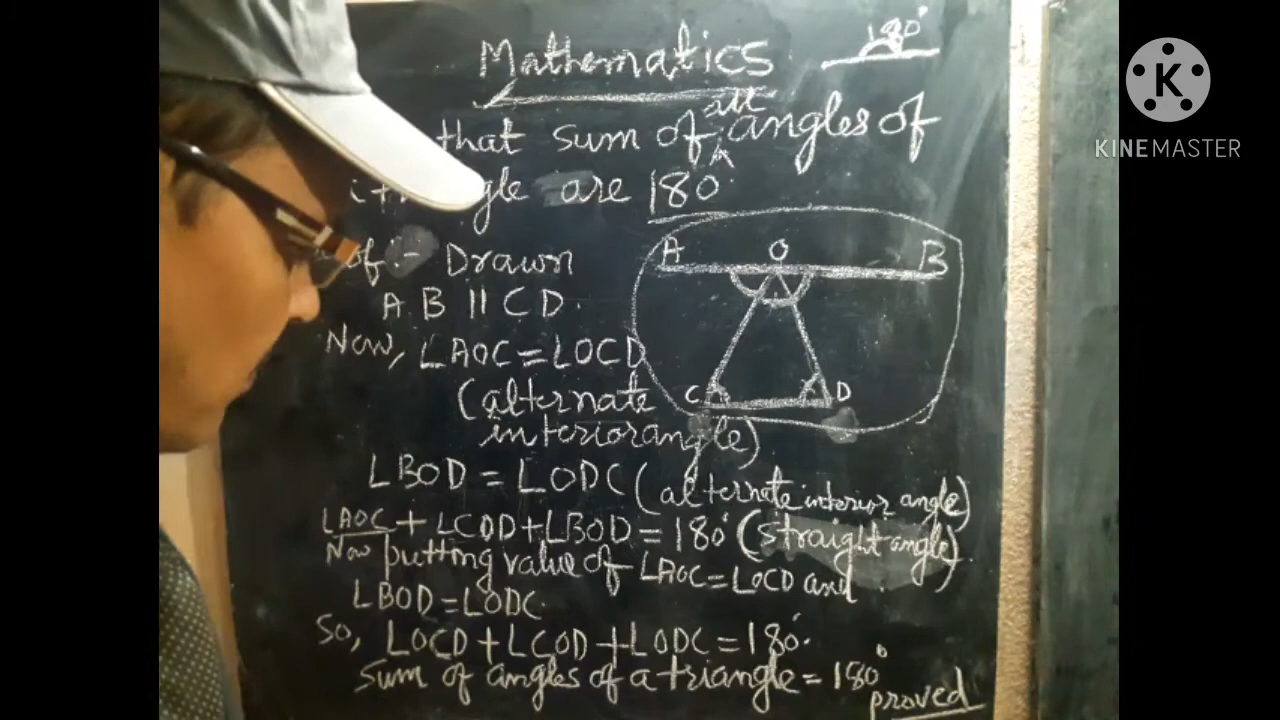 Mathematics
180°
that sum of all angles of
gle are 180°
of :- Drawn
A B || C D.
Now, ∠AOC = ∠OCD
(alternate
interior angle)
∠BOD = ∠ODC (alternate interior angle)
∠AOC + ∠COD + ∠BOD = 180° (straight angle)
Now putting value of ∠AOC = ∠OCD and
∠BOD = ∠ODC.
So, ∠OCD + ∠COD + ∠ODC = 180°.
Sum of angles of a triangle = 180°
proved
A O B
C D
K
KINEMASTER